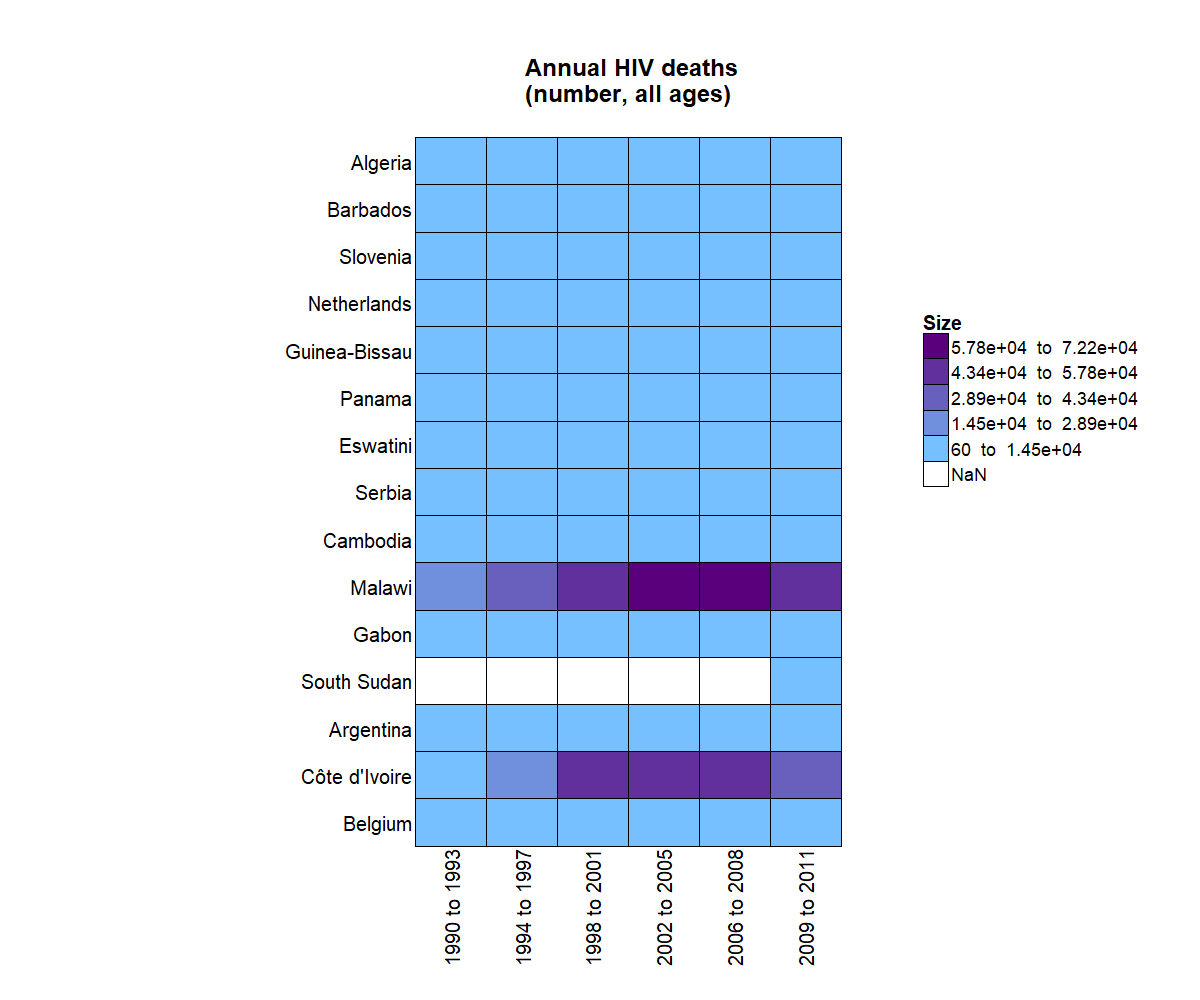 Annual HIV deaths
(number, all ages)
Algeria
Barbados
Slovenia
Netherlands
Guinea-Bissau
Panama
Eswatini
Serbia
Cambodia
Malawi
Gabon
South Sudan
Argentina
Côte d'Ivoire
Belgium
1990 to 1993
1994 to 1997
1998 to 2001
2002 to 2005
2006 to 2008
2009 to 2011
Size
5.78e+04 to 7.22e+04
4.34e+04 to 5.78e+04
2.89e+04 to 4.34e+04
1.45e+04 to 2.89e+04
60 to 1.45e+04
NaN